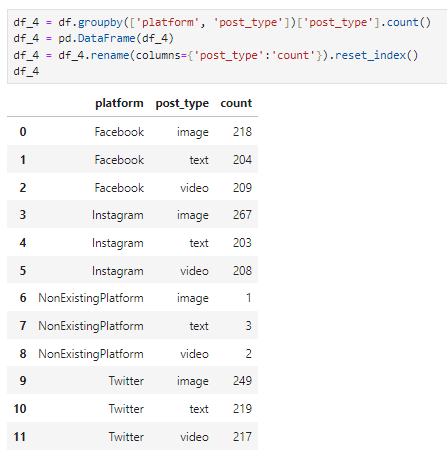 df_4 = df.groupby(['platform', 'post_type'])['post_type'].count()
df_4 = pd.DataFrame(df_4)
df_4 = df_4.rename(columns={'post_type':'count'}).reset_index()
df_4
platform post_type count
0 Facebook image 218
1 Facebook text 204
2 Facebook video 209
3 Instagram image 267
4 Instagram text 203
5 Instagram video 208
6 NonExistingPlatform image 1
7 NonExistingPlatform text 3
8 NonExistingPlatform video 2
9 Twitter image 249
10 Twitter text 219
11 Twitter video 217